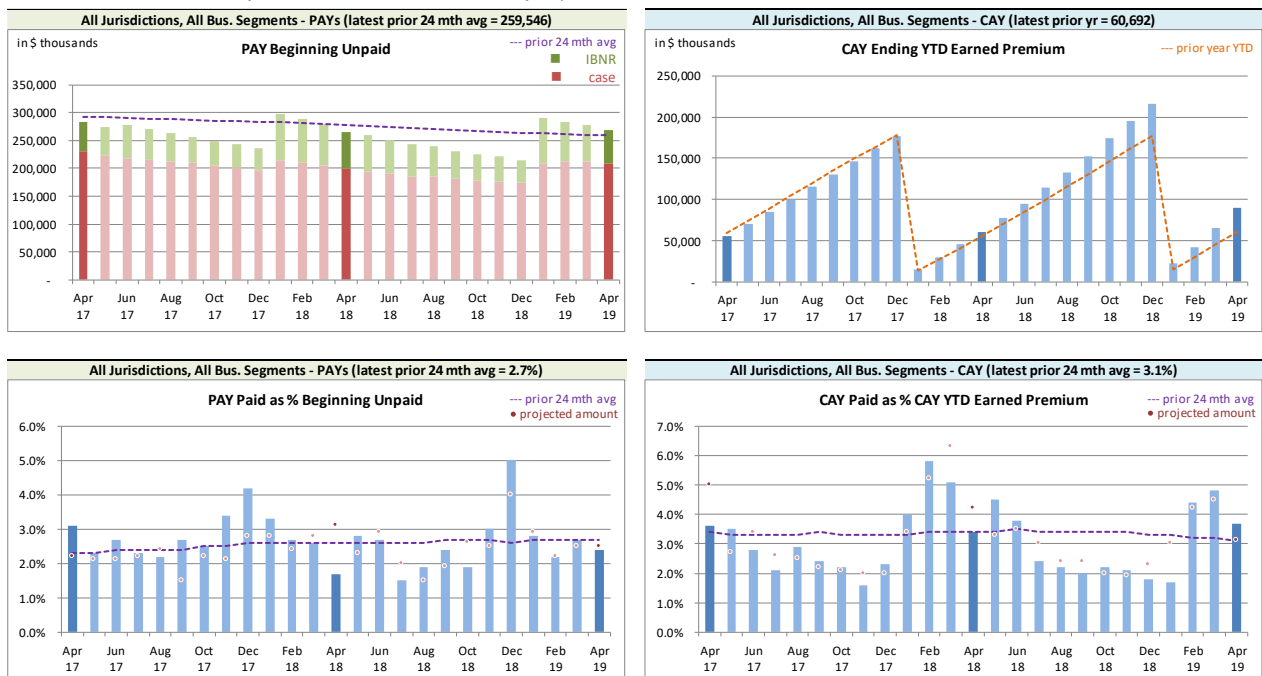 All Jurisdictions, All Bus. Segments - PAYs (latest prior 24 mth avg = 259,546)
in $ thousands
PAY Beginning Unpaid
--- prior 24 mth avg
IBNR
case
350,000
300,000
250,000
200,000
150,000
100,000
50,000
-
Apr Jun Aug Oct Dec Feb Apr Jun Aug Oct Dec Feb Apr
17 17 17 17 17 18 18 18 18 18 18 19 19
All Jurisdictions, All Bus. Segments - CAY (latest prior yr = 60,692)
in $ thousands
CAY Ending YTD Earned Premium
--- prior year YTD
250,000
200,000
150,000
100,000
50,000
-
Apr Jun Aug Oct Dec Feb Apr Jun Aug Oct Dec Feb Apr
17 17 17 17 17 18 18 18 18 18 18 19 19
All Jurisdictions, All Bus. Segments - PAYs (latest prior 24 mth avg = 2.7%)
PAY Paid as % Beginning Unpaid
--- prior 24 mth avg
projected amount
6.0%
5.0%
4.0%
3.0%
2.0%
1.0%
0.0%
Apr Jun Aug Oct Dec Feb Apr Jun Aug Oct Dec Feb Apr
17 17 17 17 17 18 18 18 18 18 18 19 19
All Jurisdictions, All Bus. Segments - CAY (latest prior 24 mth avg = 3.1%)
CAY Paid as % CAY YTD Earned Premium
--- prior 24 mth avg
projected amount
7.0%
6.0%
5.0%
4.0%
3.0%
2.0%
1.0%
0.0%
Apr Jun Aug Oct Dec Feb Apr Jun Aug Oct Dec Feb Apr
17 17 17 17 17 18 18 18 18 18 18 19 19